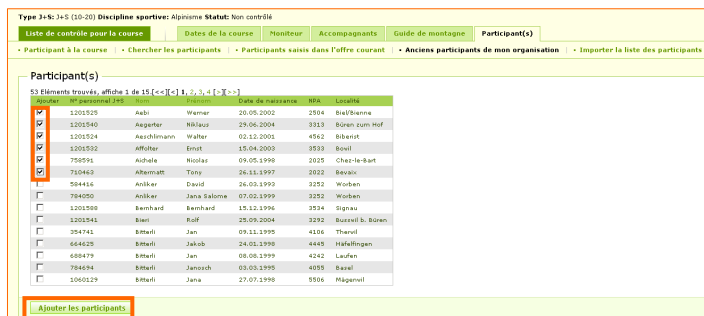 Type J+S: J+S (10-20) Discipline sportive: Alpinisme Statut: Non contrôlé
Liste de contrôle pour la course Dates de la course Moniteur Accompagnants Guide de montagne Participant(s)
• Participant à la course | • Chercher les participants | • Participants saisis dans l'offre courant | • Anciens participants de mon organisation | • Importer la liste des participants
Participant(s)
53 Eléments trouvés, affiche 1 de 15.[<<][<] 1, 2, 3, 4 [>][>>]
Ajouter N° personnel J+S Nom Prénom Date de naissance NPA Localité
1201525 Aebi Werner 20.05.2002 2504 Biel/Bienne
1201540 Aegerter Niklaus 29.06.2004 3313 Büren zum Hof
1201524 Aeschlimann Walter 02.12.2001 4562 Biberist
1201532 Affolter Ernst 15.04.2003 3533 Bowil
758591 Aichele Nicolas 09.05.1998 2025 Chez-le-Bart
710463 Altermatt Tony 26.11.1997 2022 Bevaix
584416 Anliker David 26.03.1993 3252 Worben
784050 Anliker Jana Salome 07.02.1999 3252 Worben
1201588 Bernhard Bernhard 15.12.1996 3534 Signau
1201541 Bieri Rolf 25.09.2004 3292 Busswil b. Büren
354741 Bitterli Jan 09.11.1995 4106 Therwil
664625 Bitterli Jakob 24.01.1998 4445 Häfelfingen
688479 Bitterli Jan 08.08.1999 4242 Laufen
784694 Bitterli Janosch 03.03.1995 4055 Basel
1060129 Bitterli Jana 27.07.1998 5506 Mägenwil
Ajouter les participants